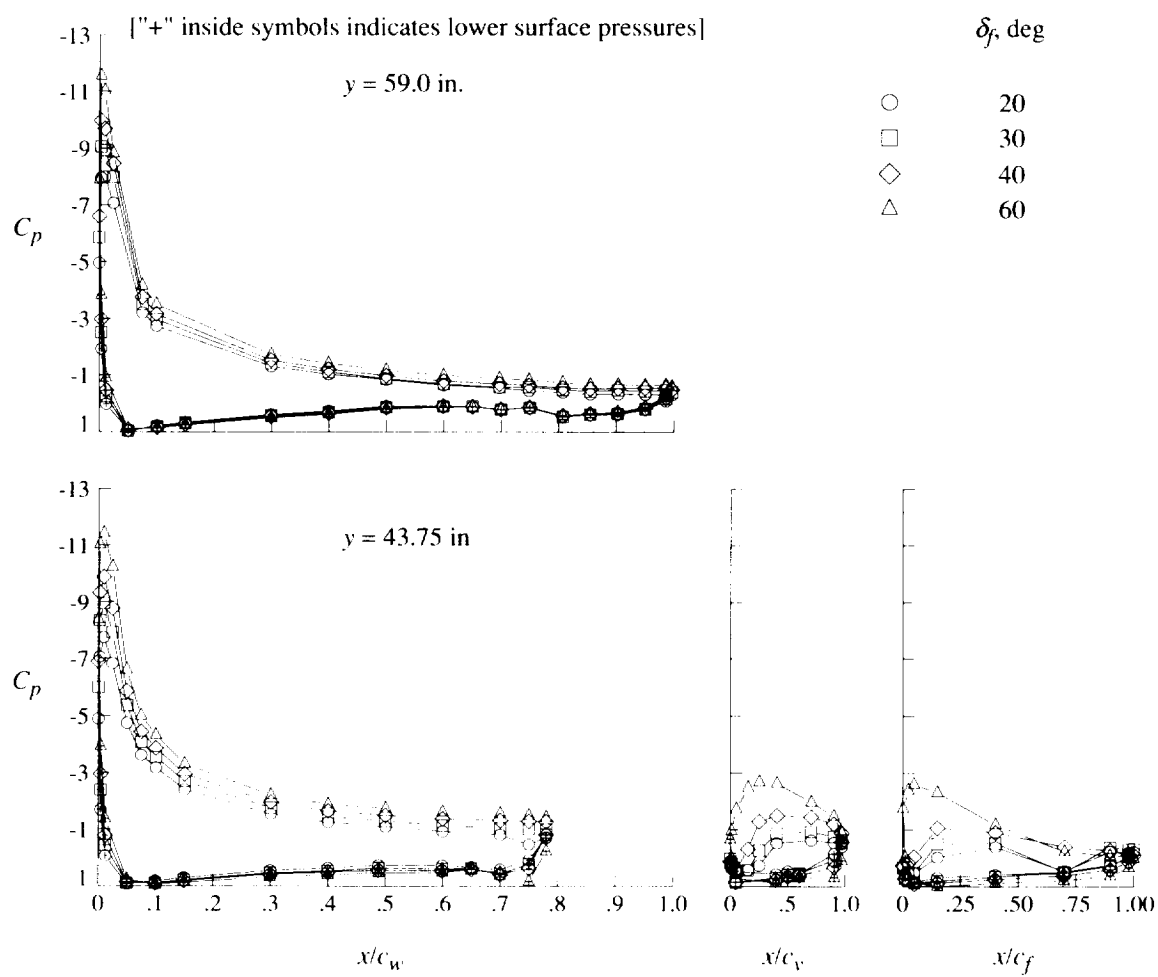 ["+" inside symbols indicates lower surface pressures]
δf, deg
y = 59.0 in.
20
30
40
60
-13
-11
-9
-7
-5
-3
-1
1
Cp
y = 43.75 in
-13
-11
-9
-7
-5
-3
-1
1
Cp
0 .1 .2 .3 .4 .5 .6 .7 .8 .9 1.0
0 .5 1.0
0 .25 .50 .75 1.00
x/cw
x/cv
x/cf